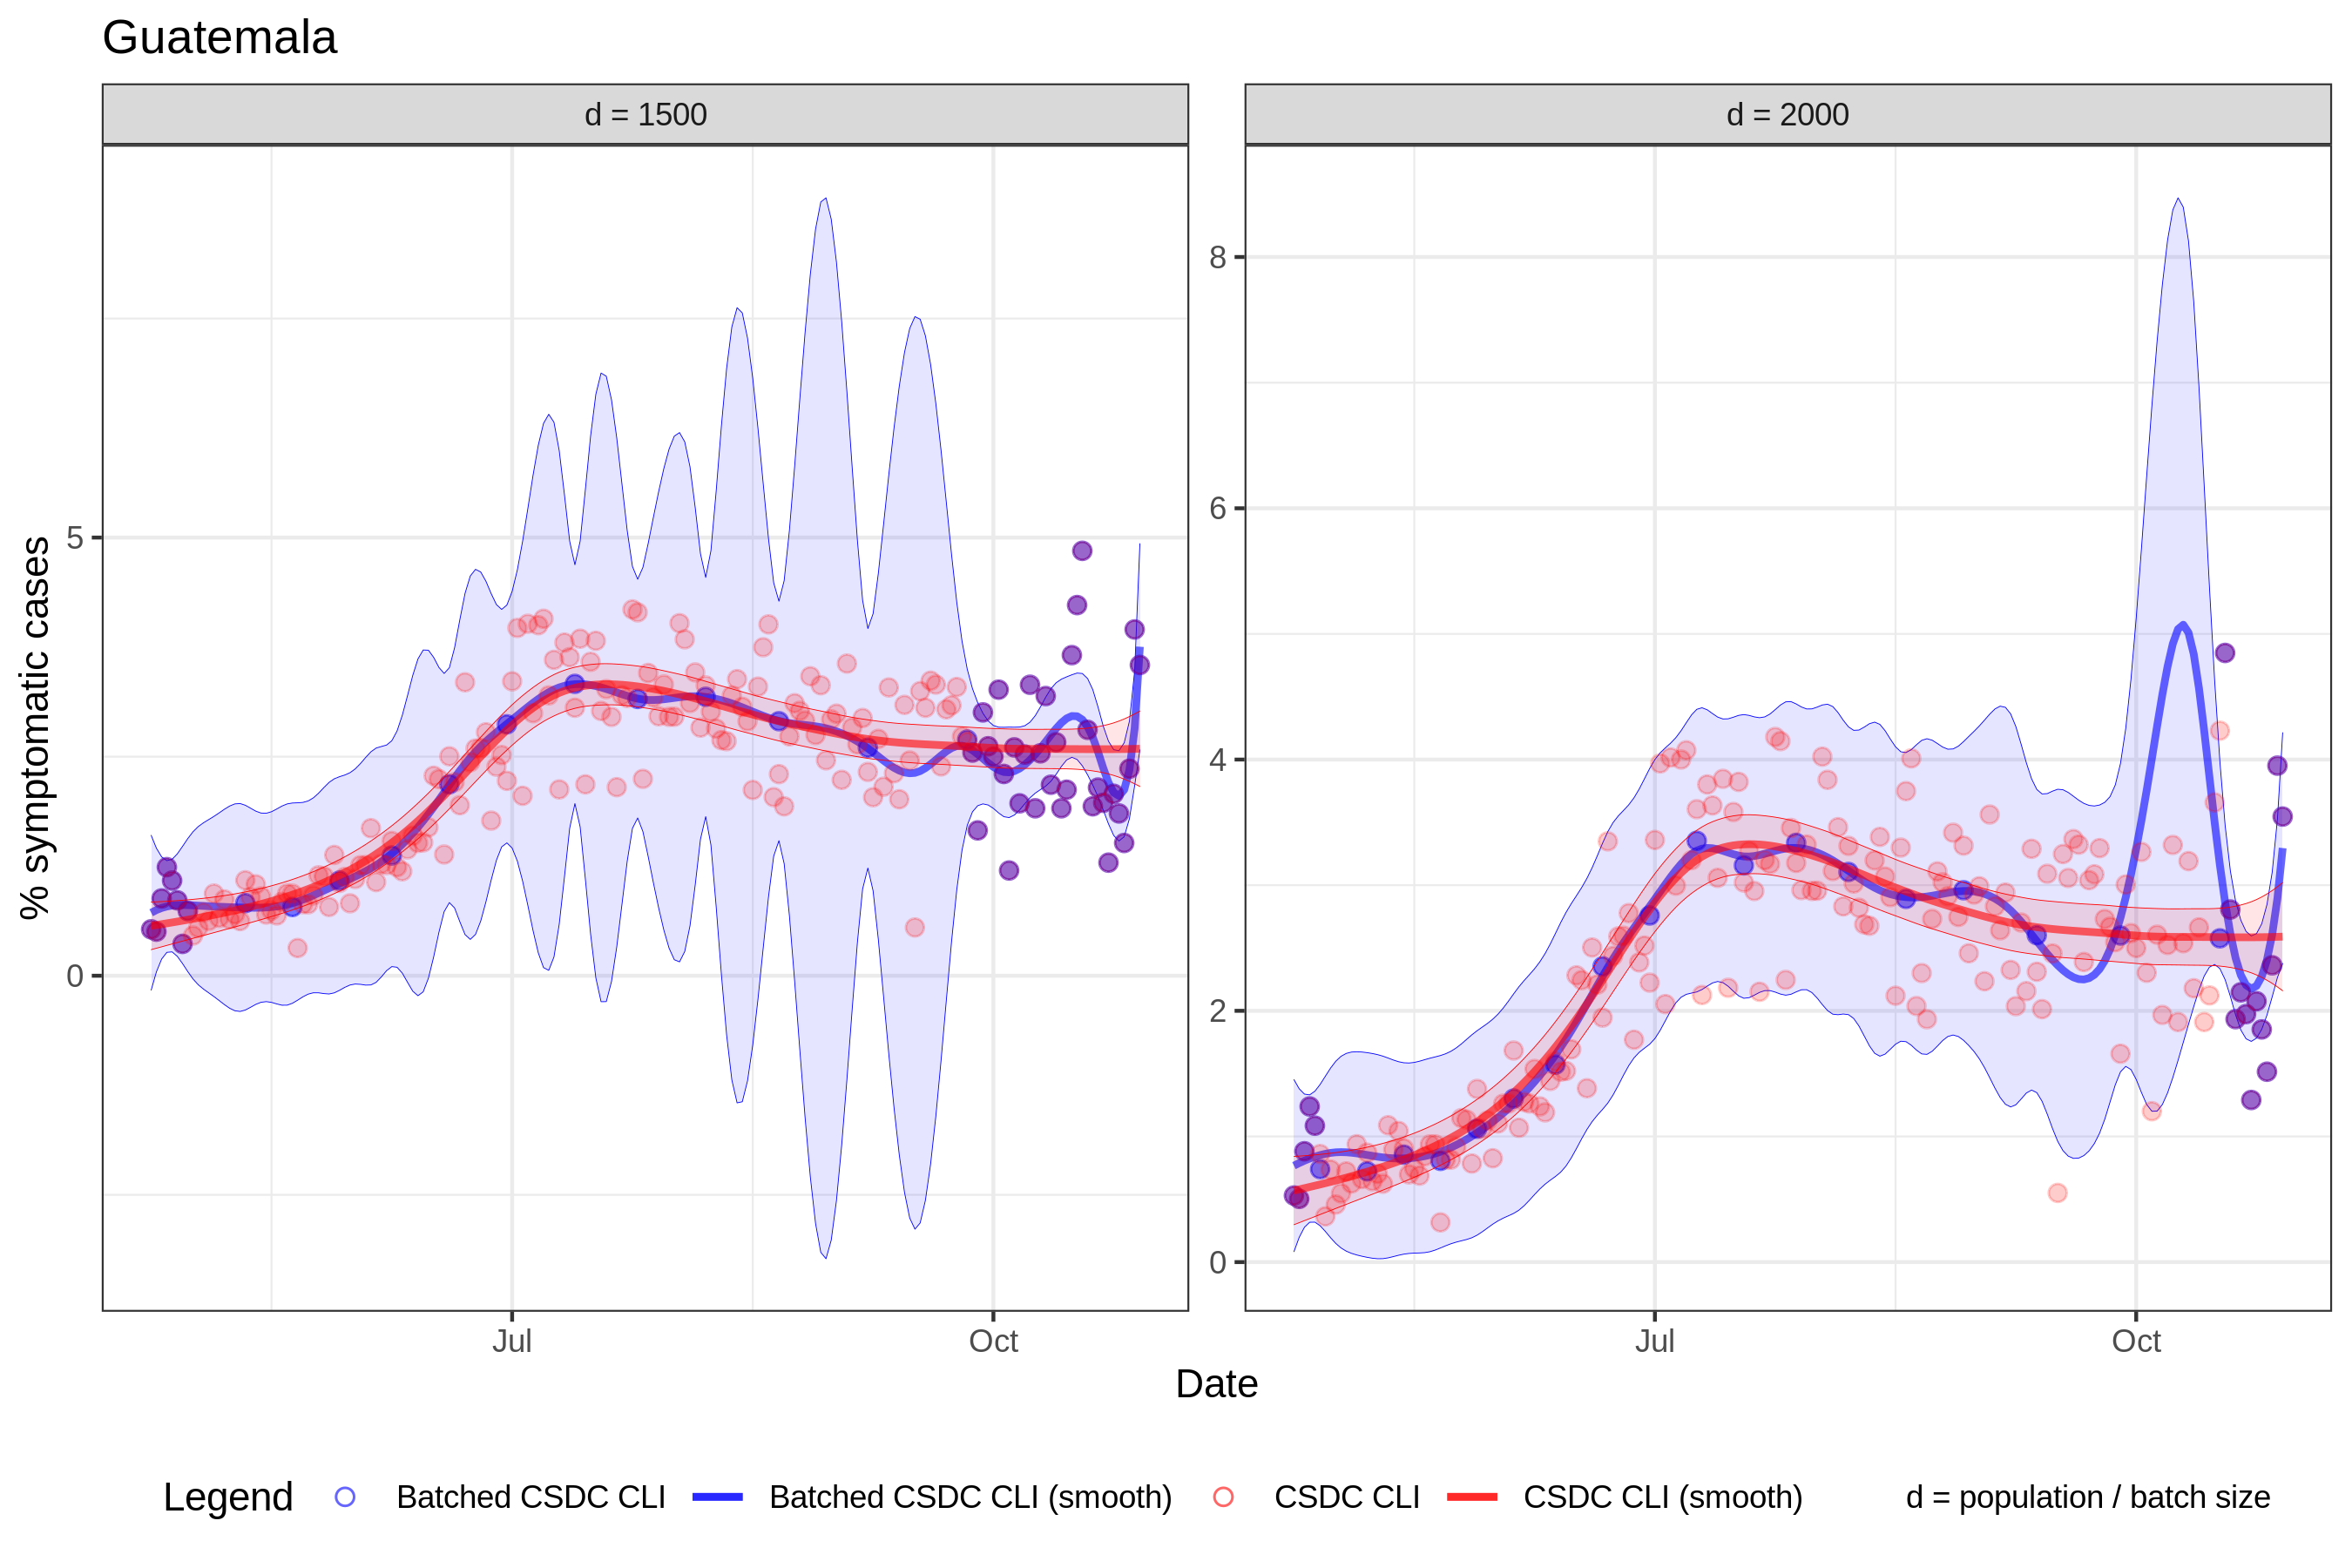 Guatemala
d = 1500
d = 2000
% symptomatic cases
5
0
8
6
4
2
0
Jul
Oct
Jul
Oct
Date
Legend
Batched CSDC CLI
Batched CSDC CLI (smooth)
CSDC CLI
CSDC CLI (smooth)
d = population / batch size